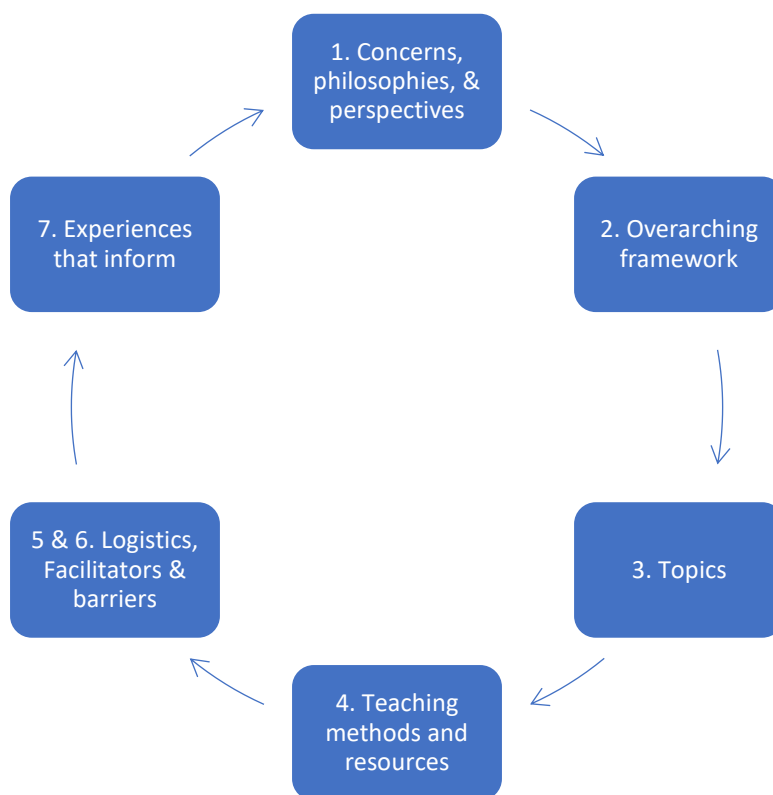 1. Concerns,
philosophies, &
perspectives
2. Overarching
framework
3. Topics
4. Teaching
methods and
resources
5 & 6. Logistics,
Facilitators &
barriers
7. Experiences
that inform